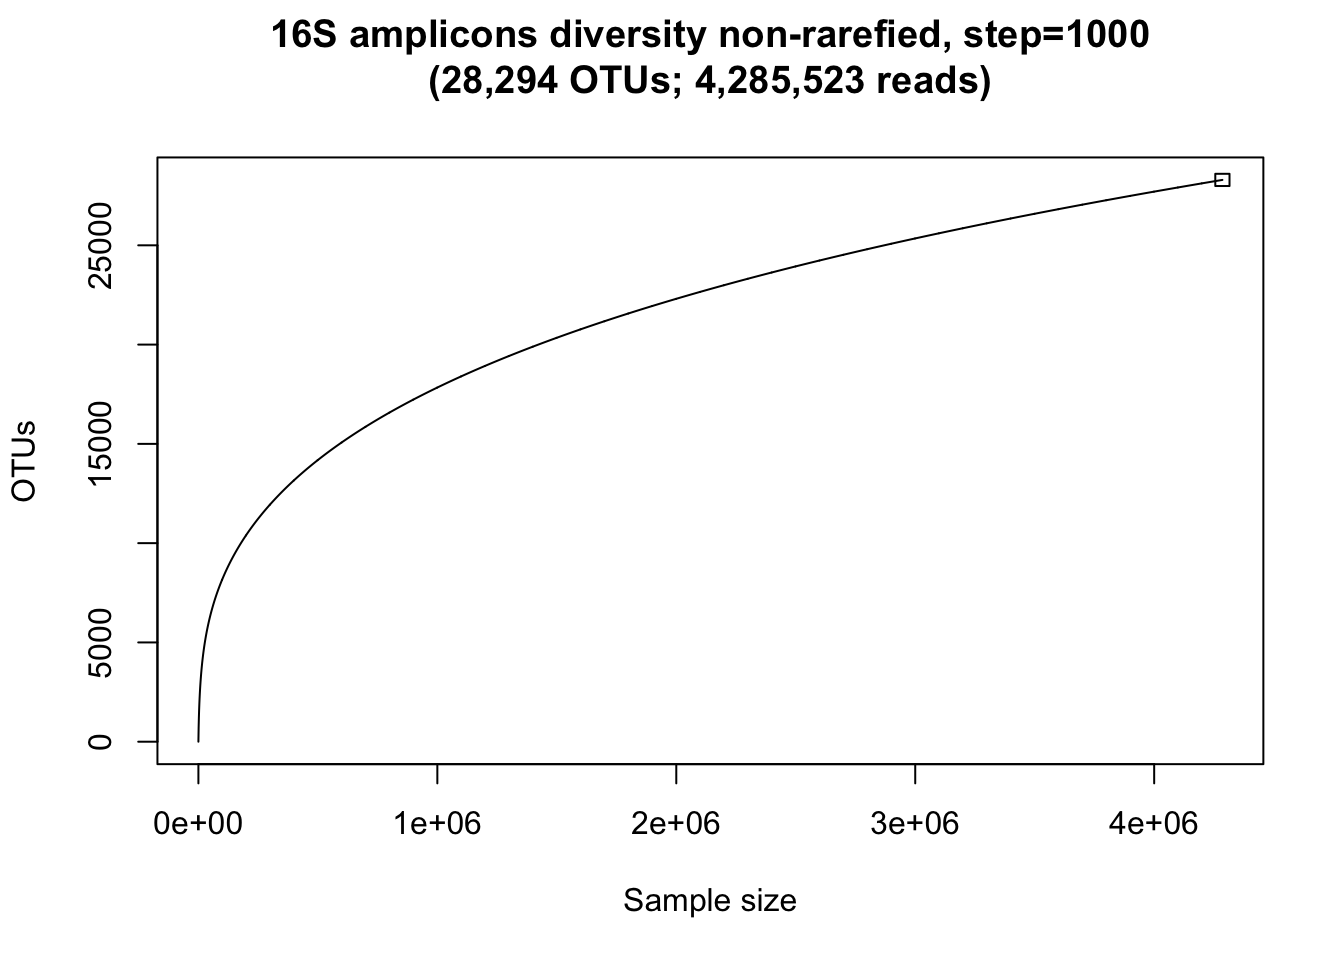 16S amplicons diversity non-rarefied, step=1000
(28,294 OTUs; 4,285,523 reads)
OTUs
25000
15000
5000
0
0e+00 1e+06 2e+06 3e+06 4e+06
Sample size